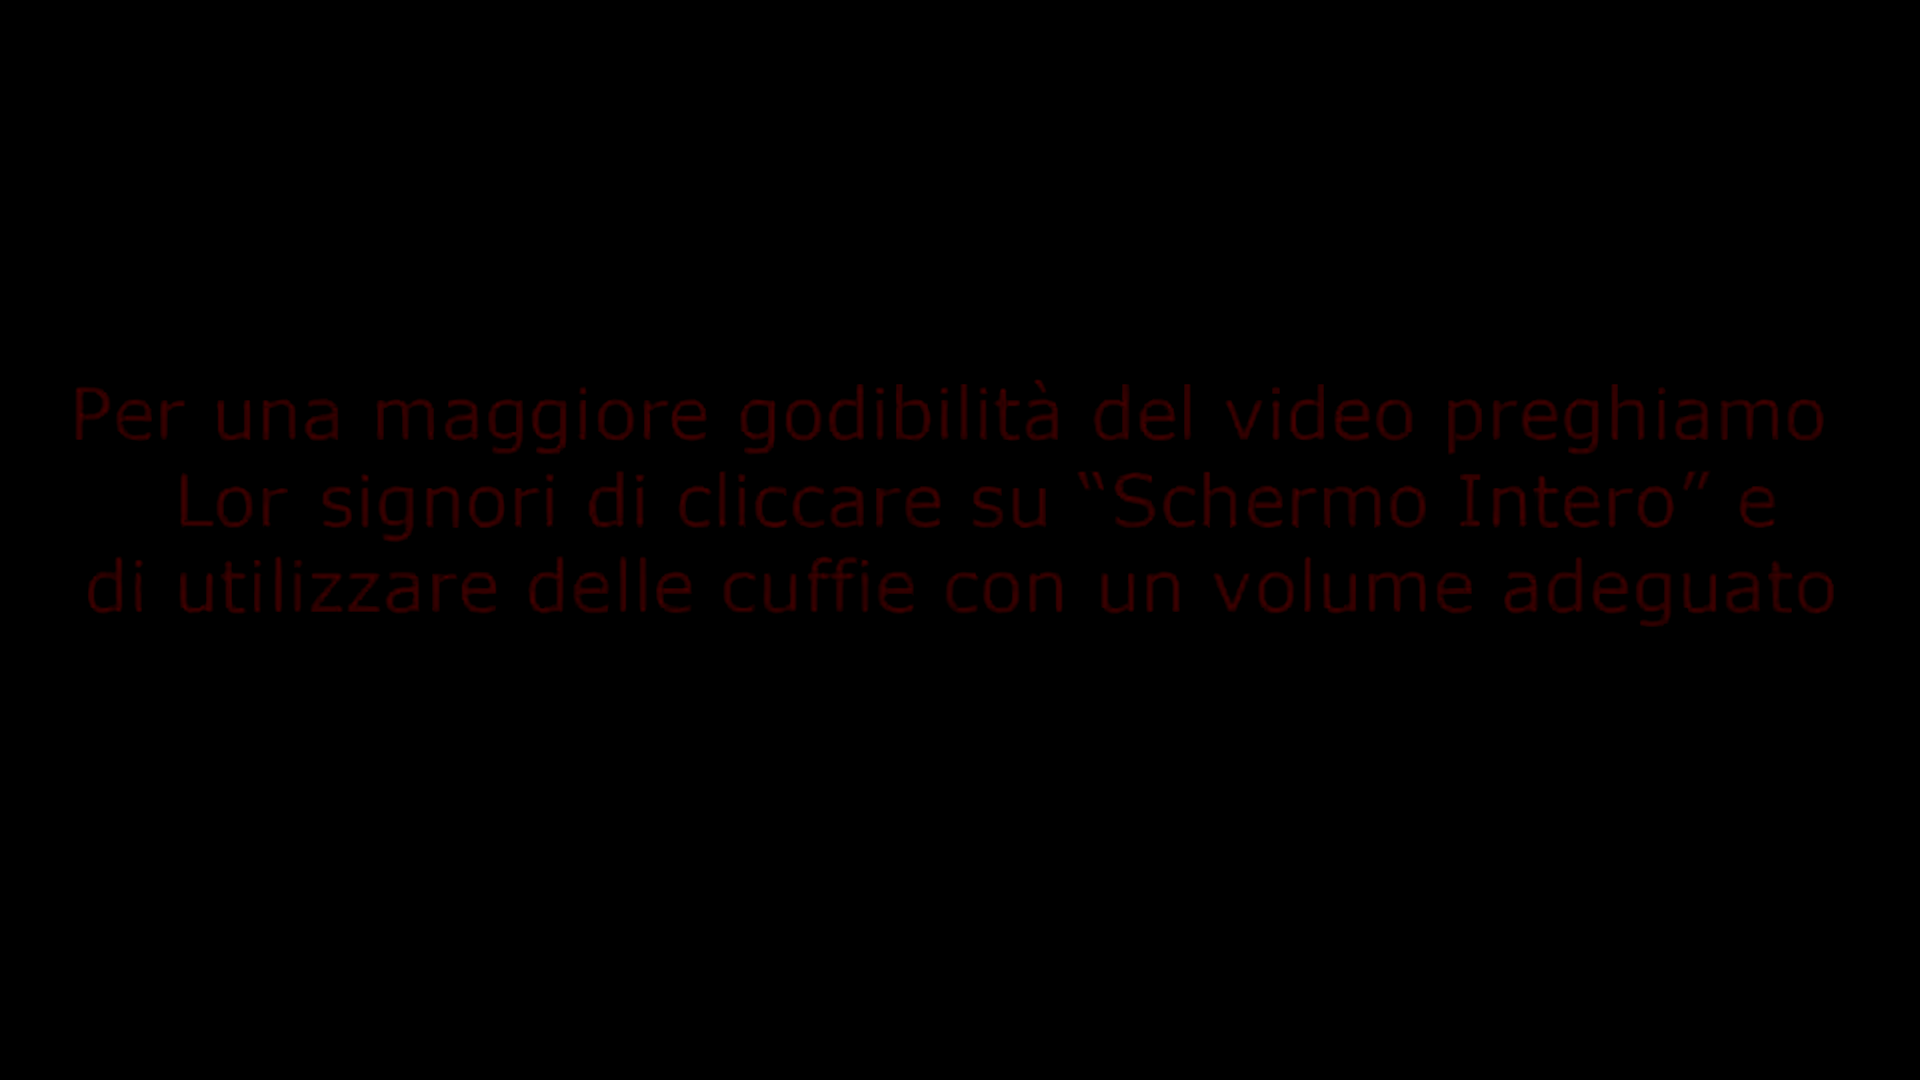 Per una maggiore godibilità del video preghiamo
Lor signori di cliccare su “Schermo Intero” e
di utilizzare delle cuffie con un volume adeguato